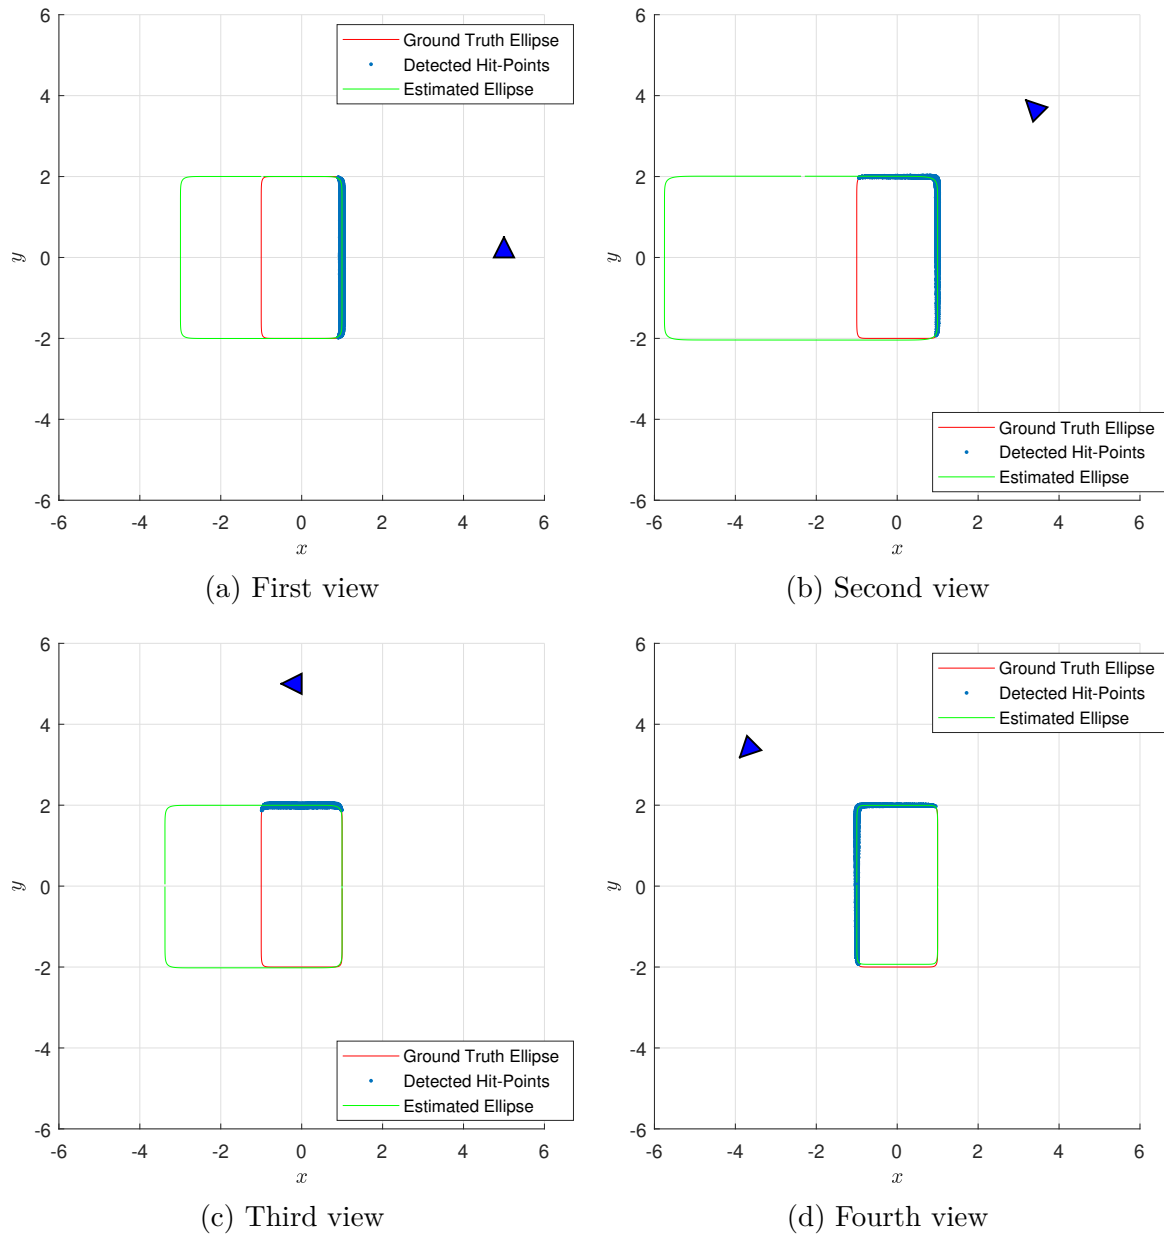 6
4
2
0
-2
-4
-6
y
Ground Truth Ellipse
Detected Hit-Points
Estimated Ellipse
-6 -4 -2 0 2 4 6
x
(a) First view
6
4
2
0
-2
-4
-6
y
Ground Truth Ellipse
Detected Hit-Points
Estimated Ellipse
-6 -4 -2 0 2 4 6
x
(b) Second view
6
4
2
0
-2
-4
-6
y
Ground Truth Ellipse
Detected Hit-Points
Estimated Ellipse
-6 -4 -2 0 2 4 6
x
(c) Third view
6
4
2
0
-2
-4
-6
y
Ground Truth Ellipse
Detected Hit-Points
Estimated Ellipse
-6 -4 -2 0 2 4 6
x
(d) Fourth view